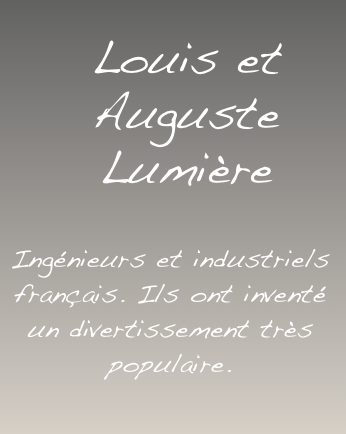 Louis et
Auguste
Lumière
Ingénieurs et industriels
français. Ils ont inventé
un divertissement très
populaire.